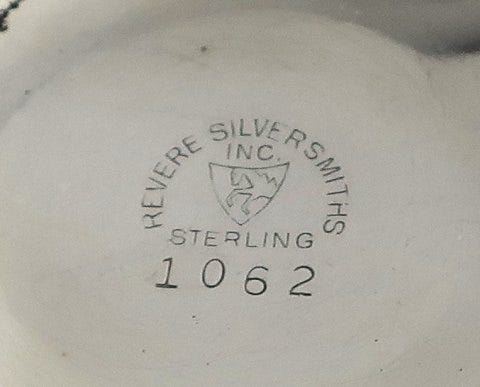 REVERE SILVERSMITHS
INC.
STERLING
1062